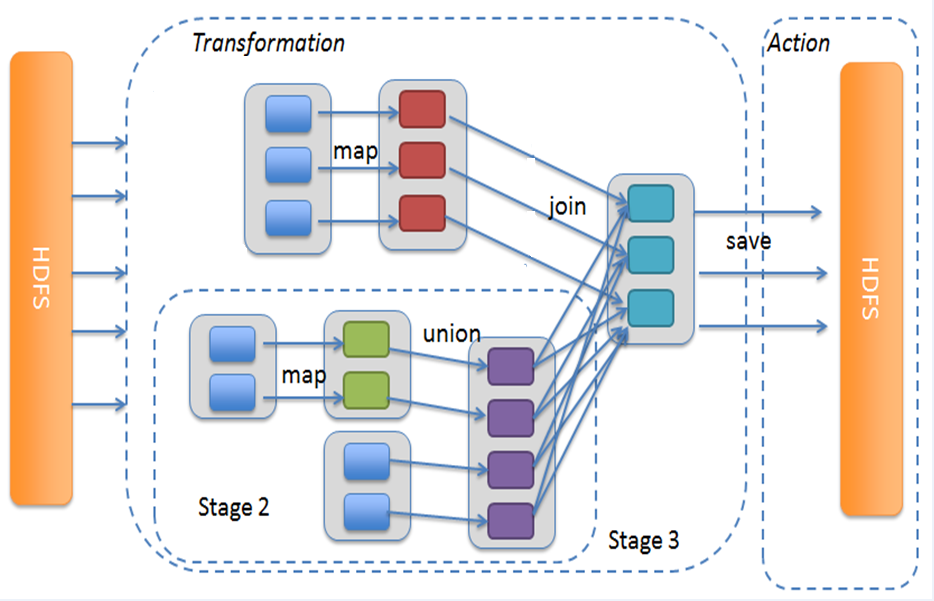 Transformation
Action
HDFS
map
join
save
HDFS
union
map
Stage 2
Stage 3